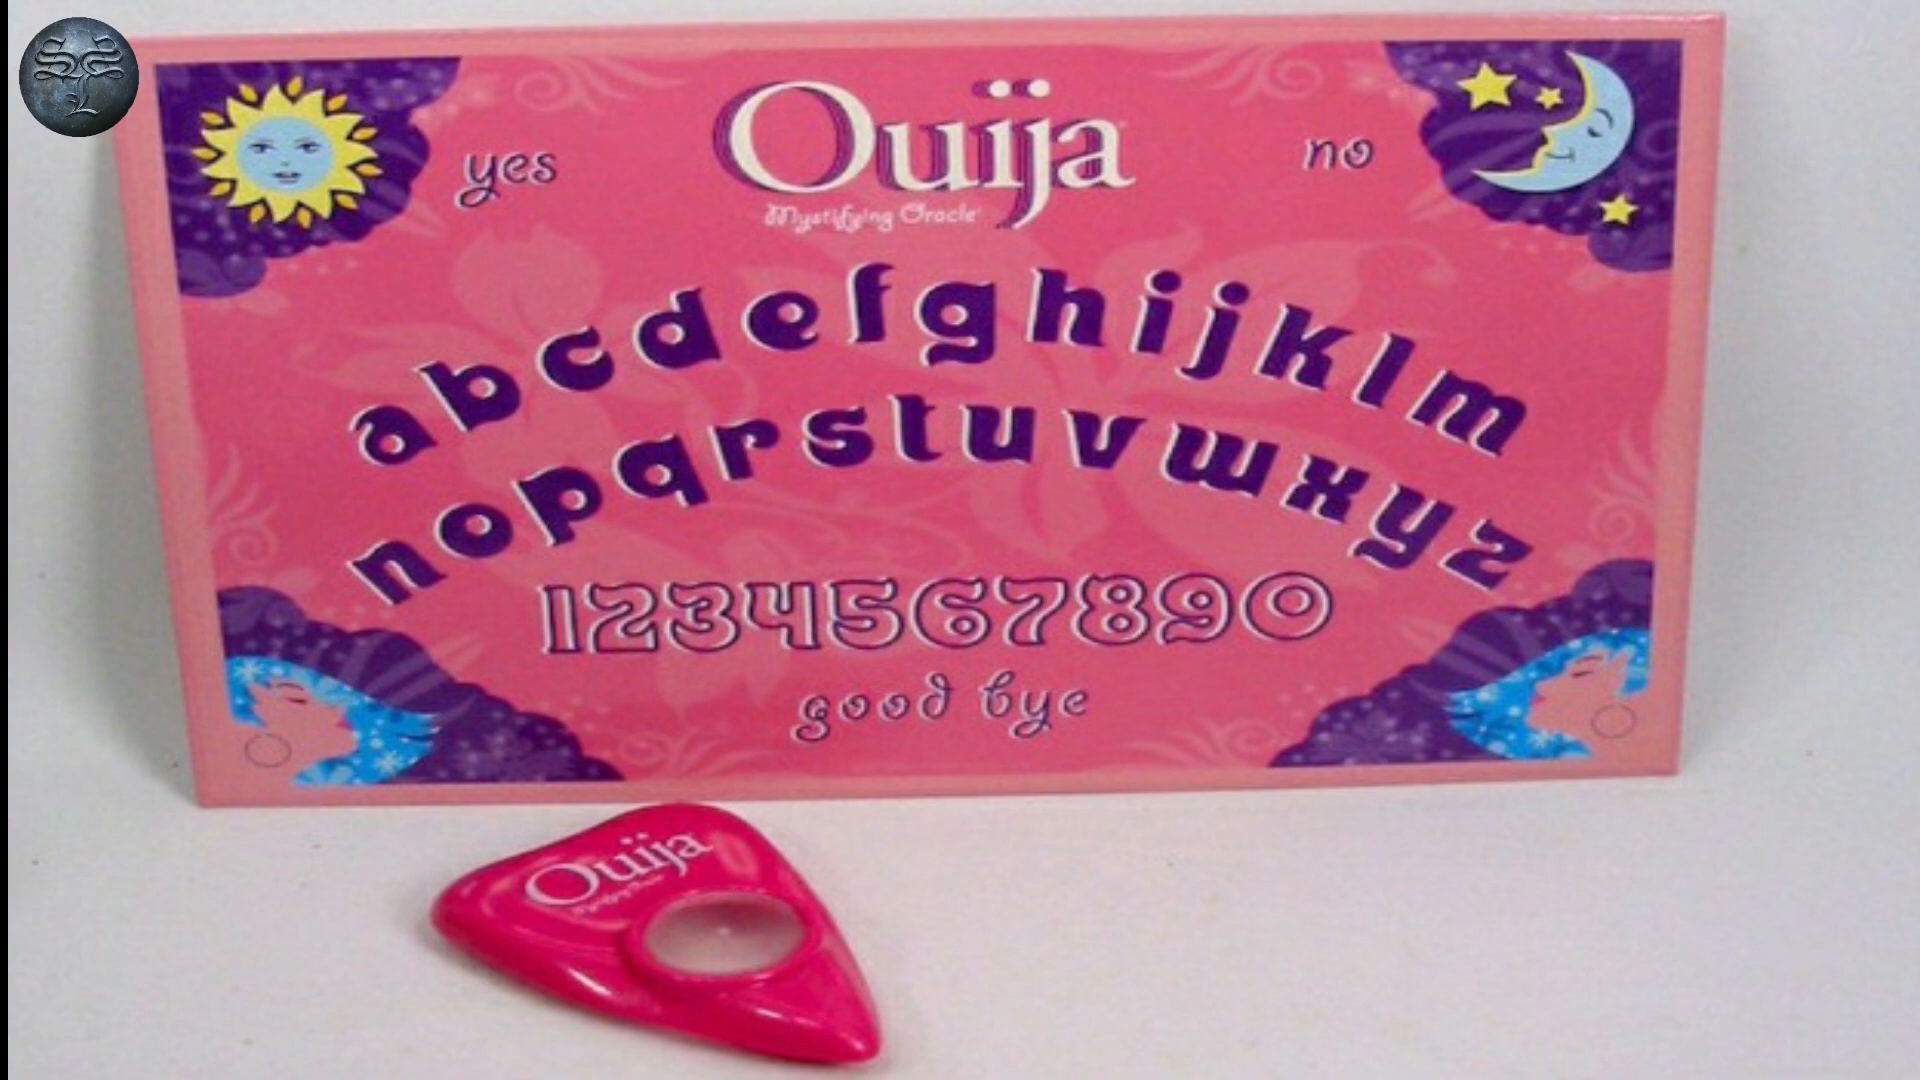 yes
Ouija
no
Mystifying Oracle
abcdefghijklm
nopqrstuvwxyz
1234567890
good bye
Ouija